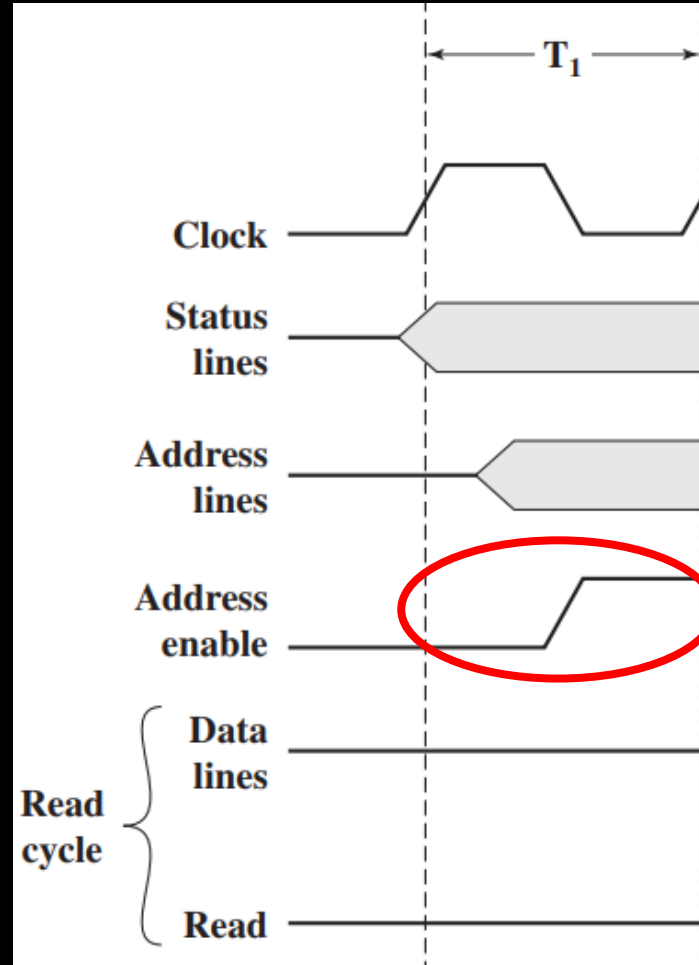 T1
Clock
Status
lines
Address
lines
Address
enable
Data
lines
Read
cycle
Read